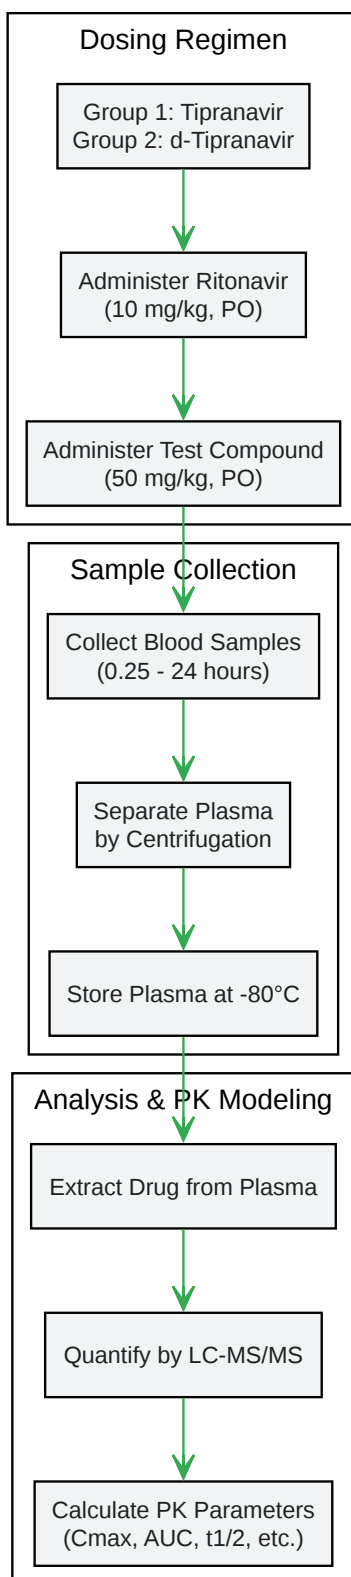 Dosing Regimen
Group 1: Tipranavir
Group 2: d-Tipranavir
Administer Ritonavir
(10 mg/kg, PO)
Administer Test Compound
(50 mg/kg, PO)
Sample Collection
Collect Blood Samples
(0.25 - 24 hours)
Separate Plasma
by Centrifugation
Store Plasma at -80°C
Analysis & PK Modeling
Extract Drug from Plasma
Quantify by LC-MS/MS
Calculate PK Parameters
(Cmax, AUC, t1/2, etc.)